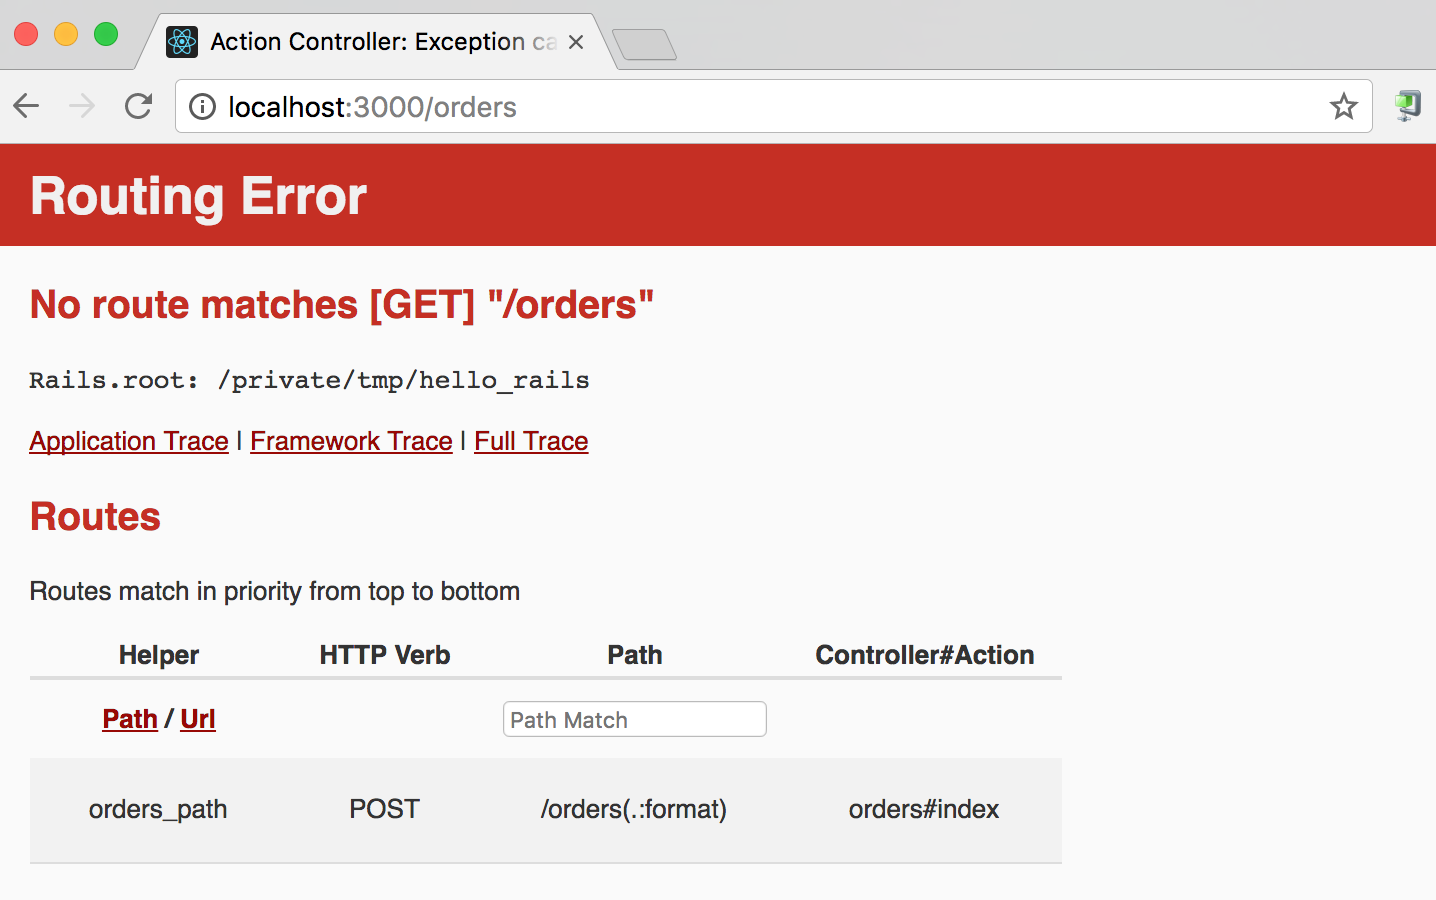 Action Controller: Exception ca
localhost:3000/orders
Routing Error
No route matches [GET] "/orders"
Rails.root: /private/tmp/hello_rails
Application Trace | Framework Trace | Full Trace
Routes
Routes match in priority from top to bottom
Helper HTTP Verb Path Controller#Action
Path / Url Path Match
orders_path POST /orders(.:format) orders#index